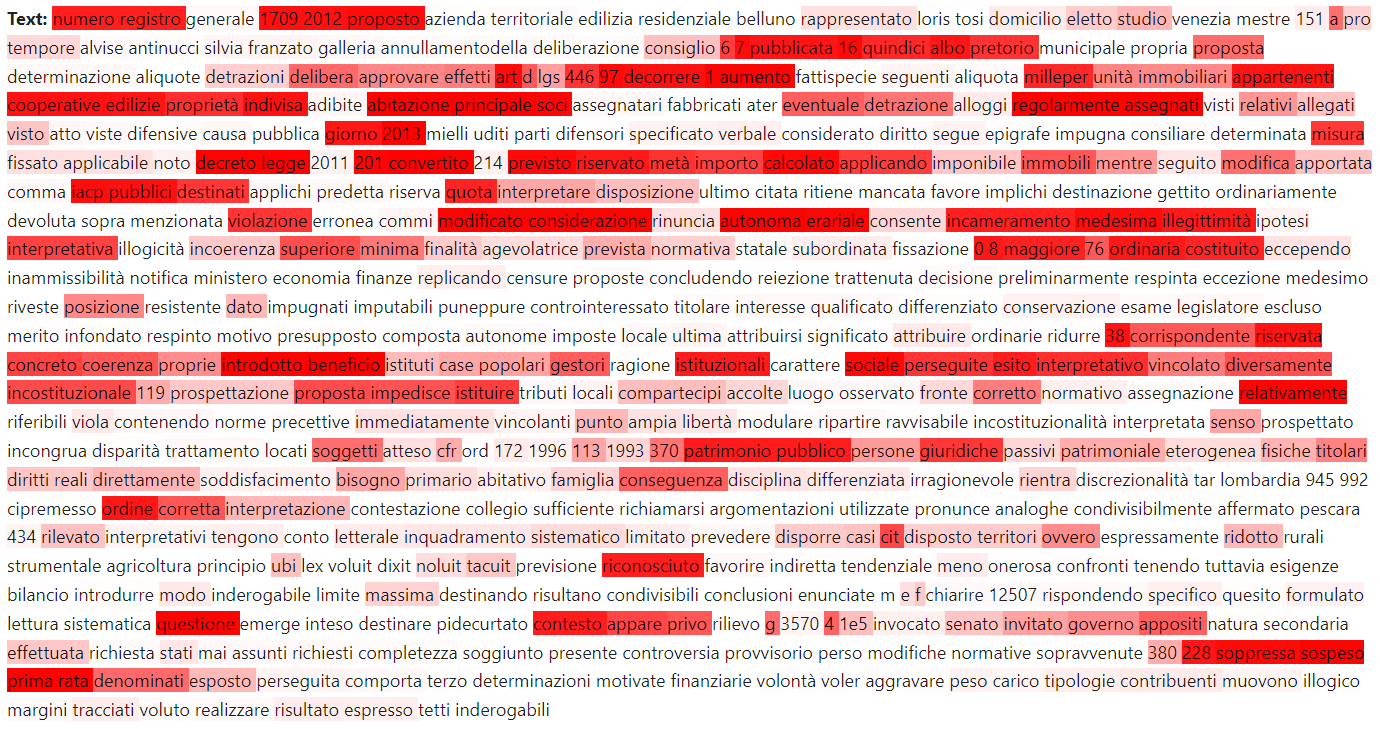 Text: numero registro generale 1709 2012 proposto azienda territoriale edilizia residenziale belluno rappresentato loris tosi domicilio eletto studio venezia mestre 151 a pro
tempore alvise antinucci silvia franzato galleria annullamentodella deliberazione consiglio 6 7 pubblicata 16 quindici albo pretorio municipale propria proposta
determinazione aliquote detrazioni delibera approvare effetti art d lgs 446 97 decorrere 1 aumento fattispecie seguenti aliquota milleper unità immobiliari appartenenti
cooperative edilizie proprietà indivisa adibite abitazione principale soci assegnatari fabbricati ater eventuale detrazione alloggi regolarmente assegnati visti relativi allegati
visto atto viste difensive causa pubblica giorno 2013 mielli uditi parti difensori specificato verbale considerato diritto segue epigrafe impugna consiliare determinata misura
fissato applicabile noto decreto legge 2011 201 convertito 214 previsto riservato metà importo calcolato applicando imponibile immobili mentre seguito modifica apportata
comma iacp pubblici destinati applichi predetta riserva quota interpretare disposizione ultimo citata ritiene mancata favore implichi destinazione gettito ordinariamente
devoluta sopra menzionata violazione erronea commi modificato considerazione rinuncia autonoma erariale consente incameramento medesima illegittimità ipotesi
interpretativa illogicità incoerenza superiore minima finalità agevolatrice prevista normativa statale subordinata fissazione 0 8 maggiore 76 ordinaria costituito eccependo
inammissibilità notifica ministero economia finanze replicando censure proposte concludendo reiezione trattenuta decisione preliminarmente respinta eccezione medesimo
riveste posizione resistente dato impugnati imputabili puneppure controinteressato titolare interesse qualificato differenziato conservazione esame legislatore escluso
merito infondato respinto motivo presupposto composta autonome imposte locale ultima attribuirsi significato attribuire ordinarie ridurre 38 corrispondente riservata
concreto coerenza proprie introdotto beneficio istituti case popolari gestori ragione istituzionali carattere sociale perseguite esito interpretativo vincolato diversamente
incostituzionale 119 prospettazione proposta impedisce istituire tributi locali compartecipi accolte luogo osservato fronte corretto normativo assegnazione relativamente
riferibili viola contenendo norme precettive immediatamente vincolanti punto ampia libertà modulare ripartire ravvisabile incostituzionalità interpretata senso prospettato
incongrua disparità trattamento locati soggetti atteso cfr ord 172 1996 113 1993 370 patrimonio pubblico persone giuridiche passivi patrimoniale eterogenea fisiche titolari
diritti reali direttamente soddisfacimento bisogno primario abitativo famiglia conseguenza disciplina differenziata irragionevole rientra discrezionalità tar lombardia 945 992
cipremesso ordine corretta interpretazione contestazione collegio sufficiente richiamarsi argomentazioni utilizzate pronunce analoghe condivisibilmente affermato pescara
434 rilevato interpretativi tengono conto letterale inquadramento sistematico limitato prevedere disporre casi cit disposto territori ovvero espressamente ridotto rurali
strumentale agricoltura principio ubi lex voluit dixit noluit tacuit previsione riconosciuto favorire indiretta tendenziale meno onerosa confronti tenendo tuttavia esigenze
bilancio introdurre modo inderogabile limite massima destinando risultano condivisibili conclusioni enunciate m e f chiarire 12507 rispondendo specifico quesito formulato
lettura sistematica questione emerge inteso destinare pidecurtato contesto appare privo rilievo g 3570 4 1e5 invocato senato invitato governo appositi natura secondaria
effettuata richiesta stati mai assunti richiesti completezza soggiunto presente controversia provvisorio perso modifiche normative sopravvenute 380 228 soppressa sospeso
prima rata denominati esposto perseguita comporta terzo determinazioni motivate finanziarie volontà voler aggravare peso carico tipologie contribuenti muovono illogico
margini tracciati voluto realizzare risultato espresso tetti inderogabili